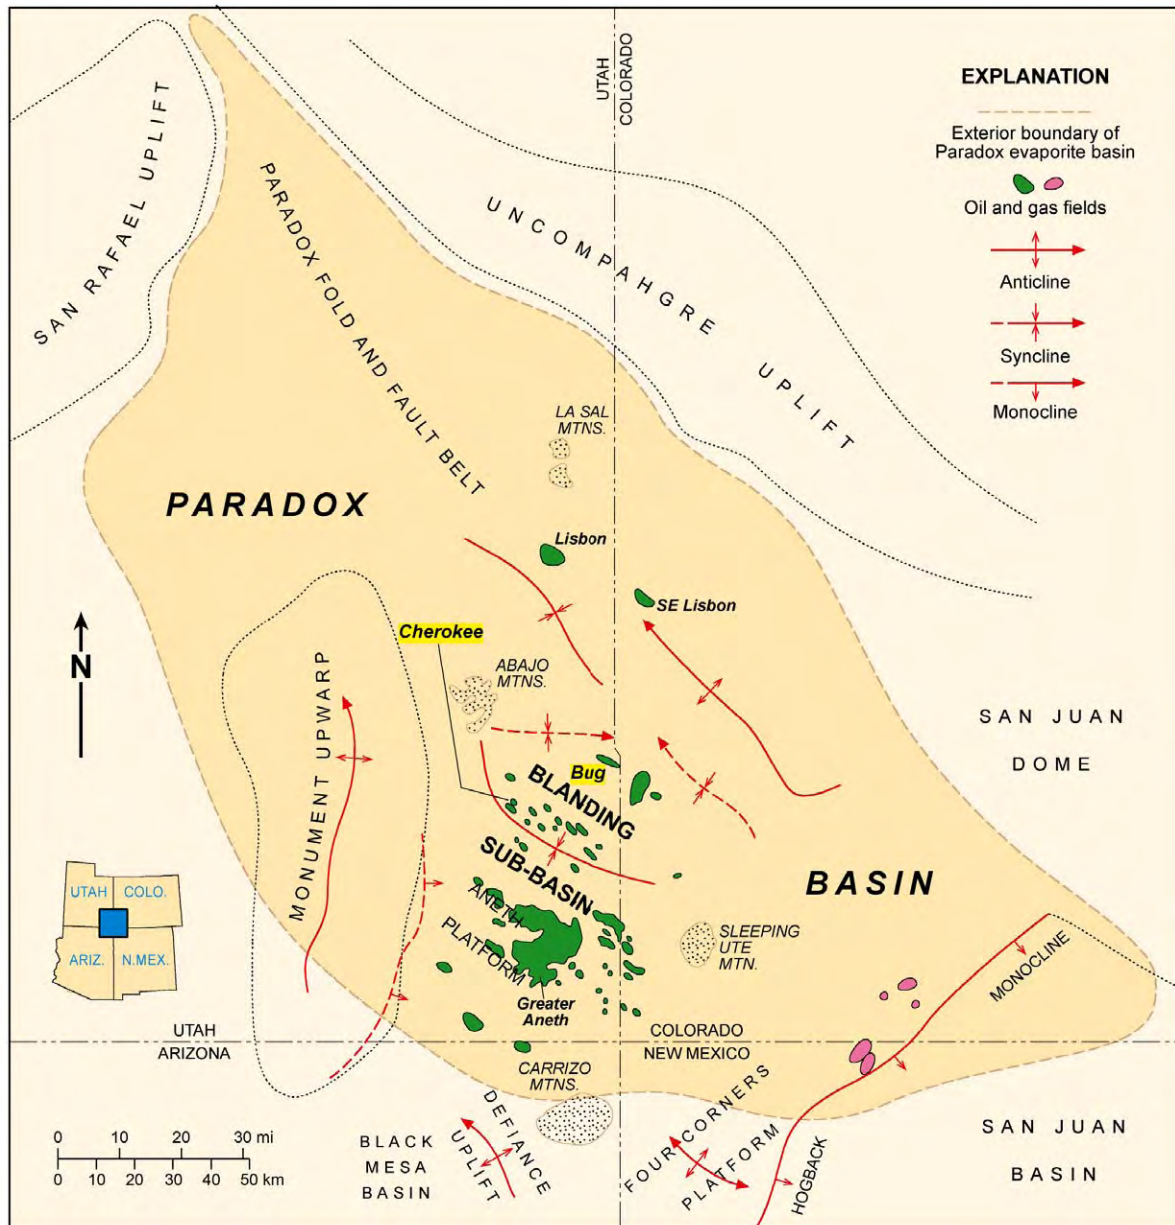 UTAH
COLORADO
EXPLANATION
Exterior boundary of
Paradox evaporite basin
Oil and gas fields
Anticline
Syncline
Monocline
SAN RAFAEL UPLIFT
PARADOX FOLD AND FAULT BELT
UNCOMPAHGRE UPLIFT
LA SAL
MTNS.
PARADOX
Lisbon
SE Lisbon
Cherokee
N
ABAJO
MTNS.
MONUMENT UPWARP
SAN JUAN
DOME
Bug
BLANDING
SUB-BASIN
BASIN
UTAH
COLO.
ARIZ.
N.MEX.
ANETH
PLATFORM
SLEEPING
UTE
MTN.
MONOCLINE
Greater
Aneth
UTAH
ARIZONA
COLORADO
NEW MEXICO
CARRIZO
MTNS.
0 10 20 30 mi
0 10 20 30 40 50 km
BLACK
MESA
BASIN
DEFIANCE
UPLIFT
FOUR CORNERS
PLATFORM
HOGBACK
SAN JUAN
BASIN